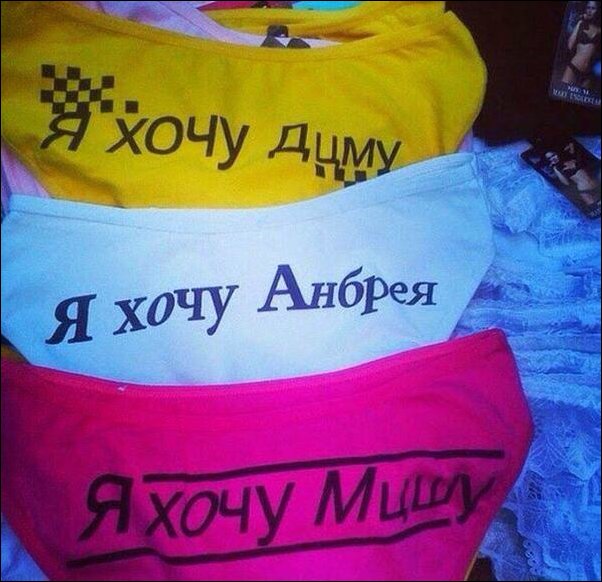 Я хочу Дцму
Я хочу Анбрея
Я хочу Мцшу